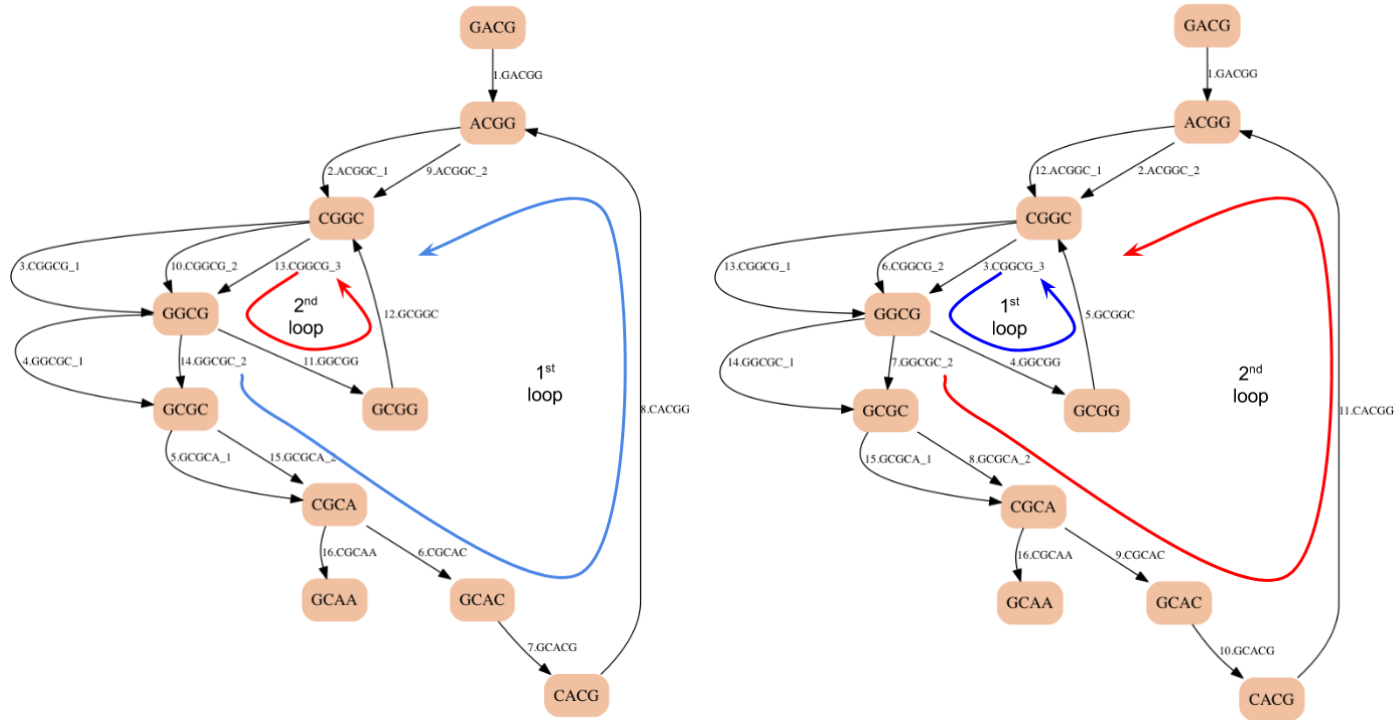 GACG
1.GACGG
ACGG
2.ACGGC_1
9.ACGGC_2
CGGC
3.CGGCG_1
10.CGGCG_2
13.CGGCG_3
2nd
loop
12.GCGGC
GGCG
4.GGCGC_1
14.GGCGC_2
11.GGCGG
1st
loop
8.CACGG
GCGC
GCGG
5.GCGCA_1
15.GCGCA_2
CGCA
16.CGCAA
6.CGCAC
GCAA
GCAC
7.GCACG
CACG
GACG
1.GACGG
ACGG
12.ACGGC_1
2.ACGGC_2
CGGC
13.CGGCG_1
6.CGGCG_2
3.CGGCG_3
1st
loop
5.GCGGC
GGCG
14.GGCGC_1
7.GGCGC_2
4.GGCGG
2nd
loop
11.CACGG
GCGC
GCGG
15.GCGCA_1
8.GCGCA_2
CGCA
16.CGCAA
9.CGCAC
GCAA
GCAC
10.GCACG
CACG